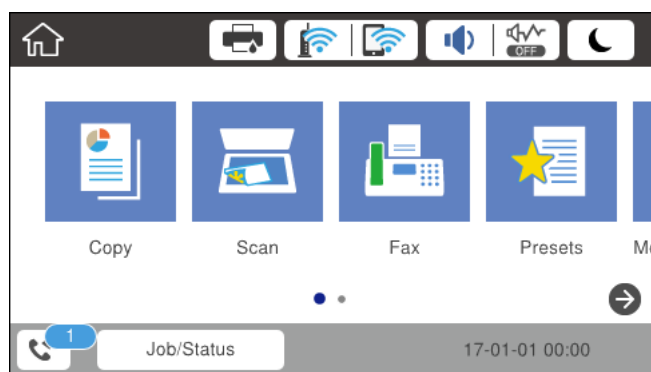 OFF
Copy
Scan
Fax
Presets
1
Job/Status
17-01-01 00:00